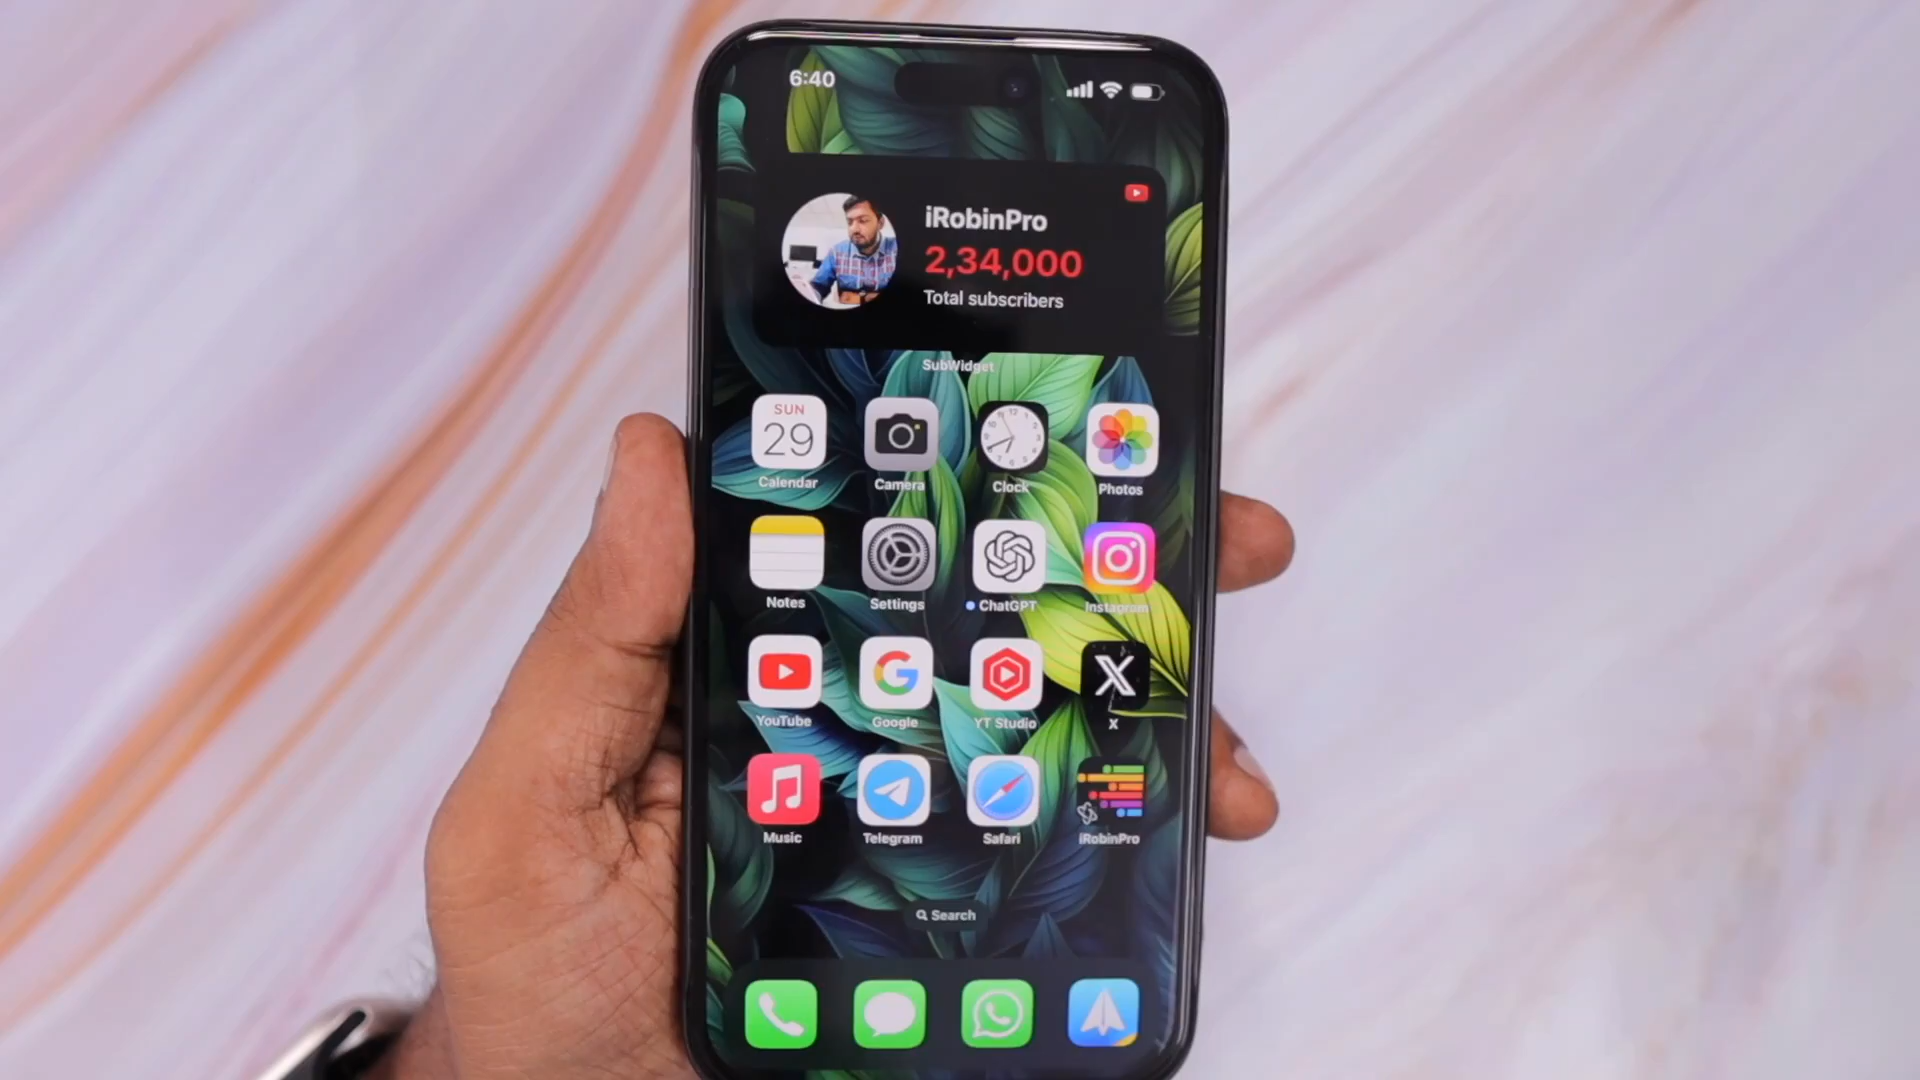 6:40
iRobinPro
2,34,000
Total subscribers
SubWidget
SUN
29
Calendar
Camera
Clock
Photos
Notes
Settings
ChatGPT
Instagram
YouTube
Google
YT Studio
X
Music
Telegram
Safari
iRobinPro
Search